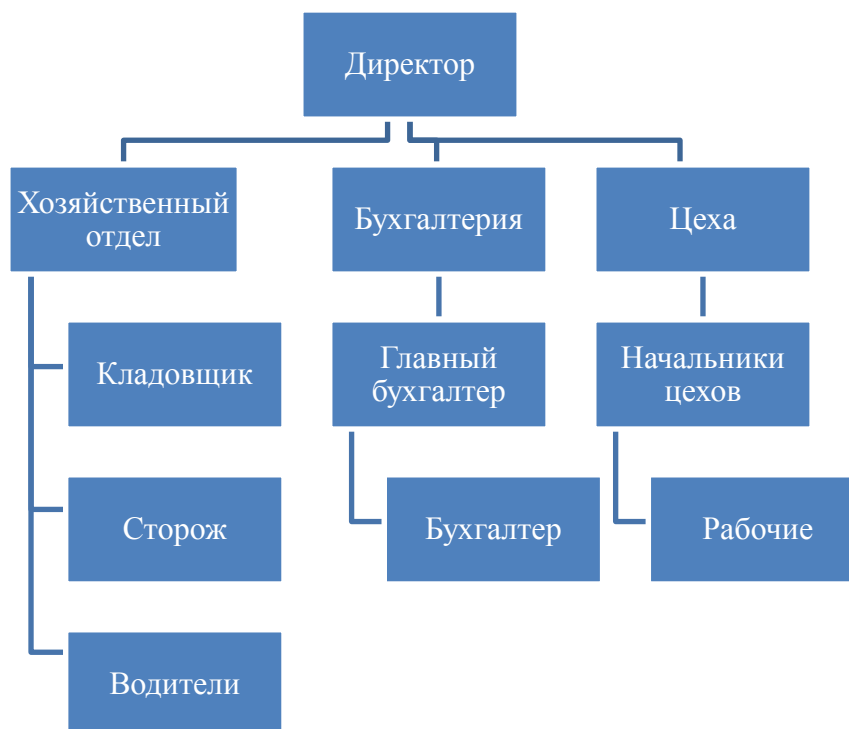 Директор
Хозяйственный
отдел
Бухгалтерия
Цеха
Кладовщик
Главный
бухгалтер
Начальники
цехов
Сторож
Бухгалтер
Рабочие
Водители